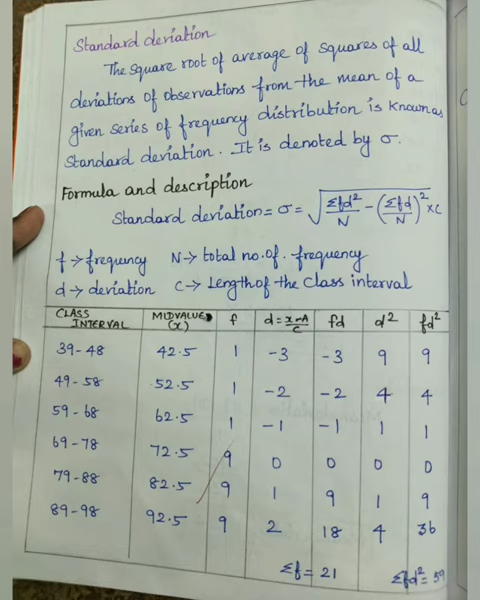 Standard deviation
The square root of average of squares of all
deviations of observations from the mean of a
given series of frequency distribution is known as
Standard deviation. It is denoted by σ.
Formula and description
Standard deviation = σ = √(Σfd²/N - (Σfd/N)²) × C
f → frequency N → total no. of. frequency
d → deviation C → Length of the class interval
CLASS INTERVAL MIDVALUES (x) f d = x-A/C fd d² fd²
39-48 42.5 1 -3 -3 9 9
49-58 52.5 1 -2 -2 4 4
59-68 62.5 1 -1 -1 1 1
69-78 72.5 9 0 0 0 0
79-88 82.5 9 1 9 1 9
89-98 92.5 9 2 18 4 36
Σf = 21 Σfd² = 59